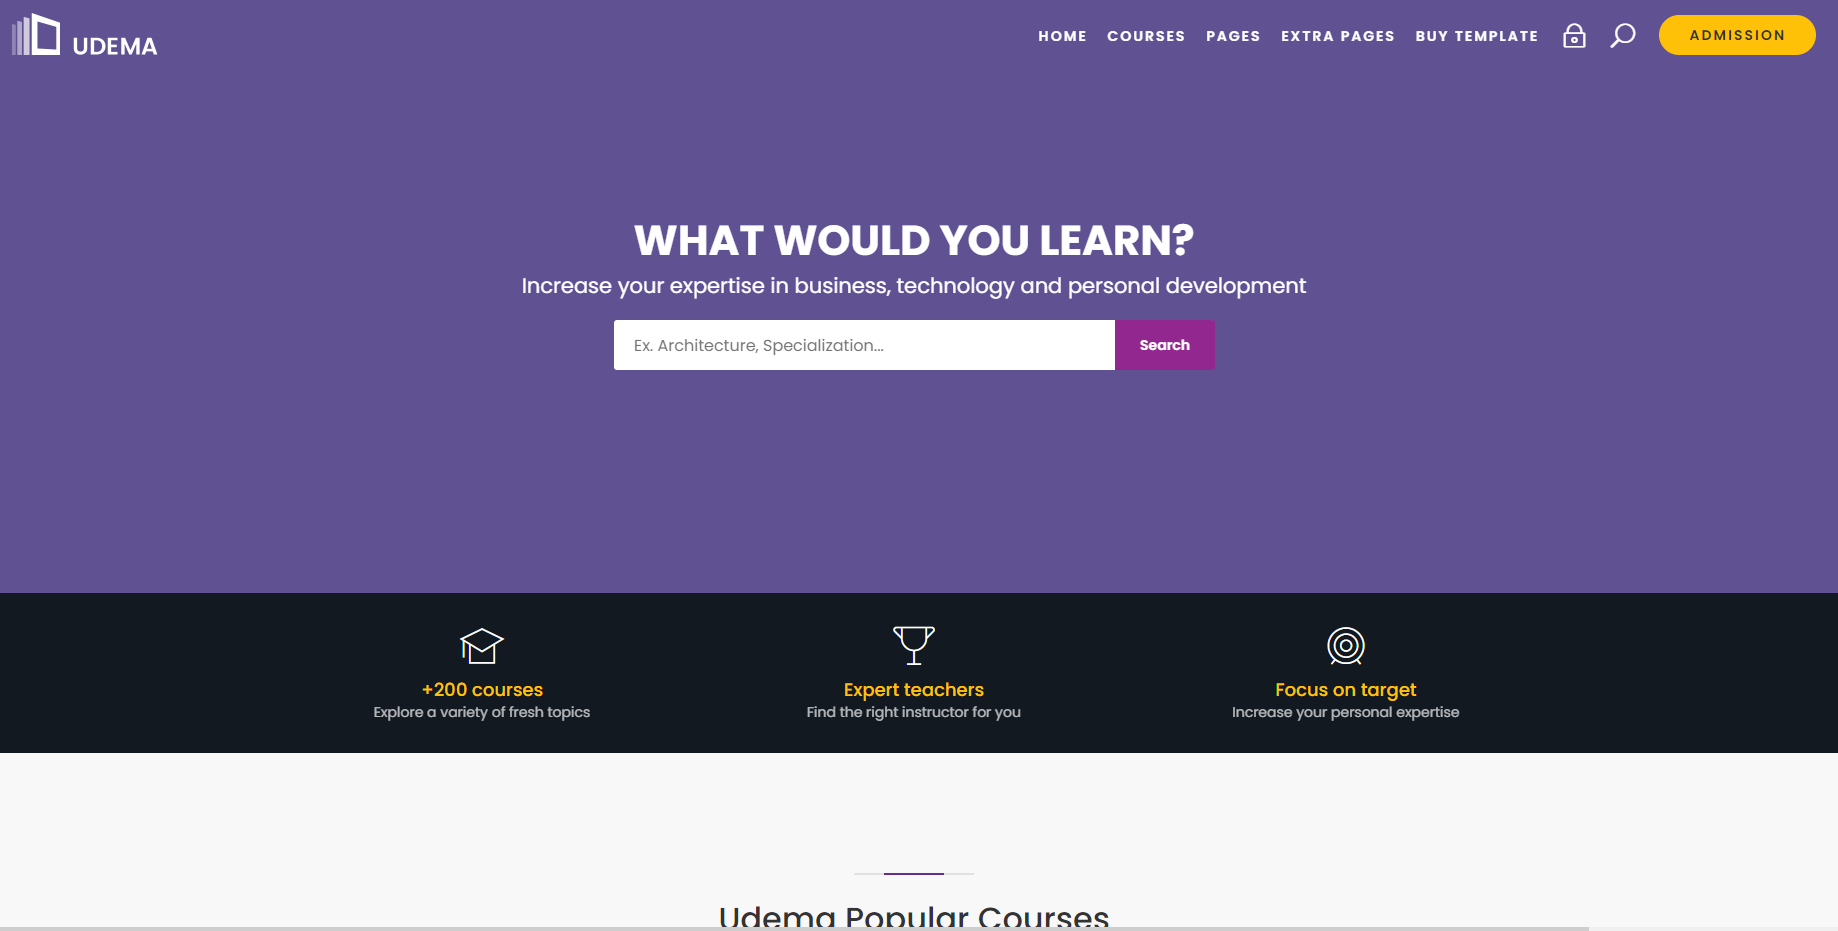 UDEMA
HOME COURSES PAGES EXTRA PAGES BUY TEMPLATE ADMISSION
WHAT WOULD YOU LEARN?
Increase your expertise in business, technology and personal development
Ex. Architecture, Specialization... Search
+200 courses
Explore a variety of fresh topics
Expert teachers
Find the right instructor for you
Focus on target
Increase your personal expertise
Udema Popular Courses